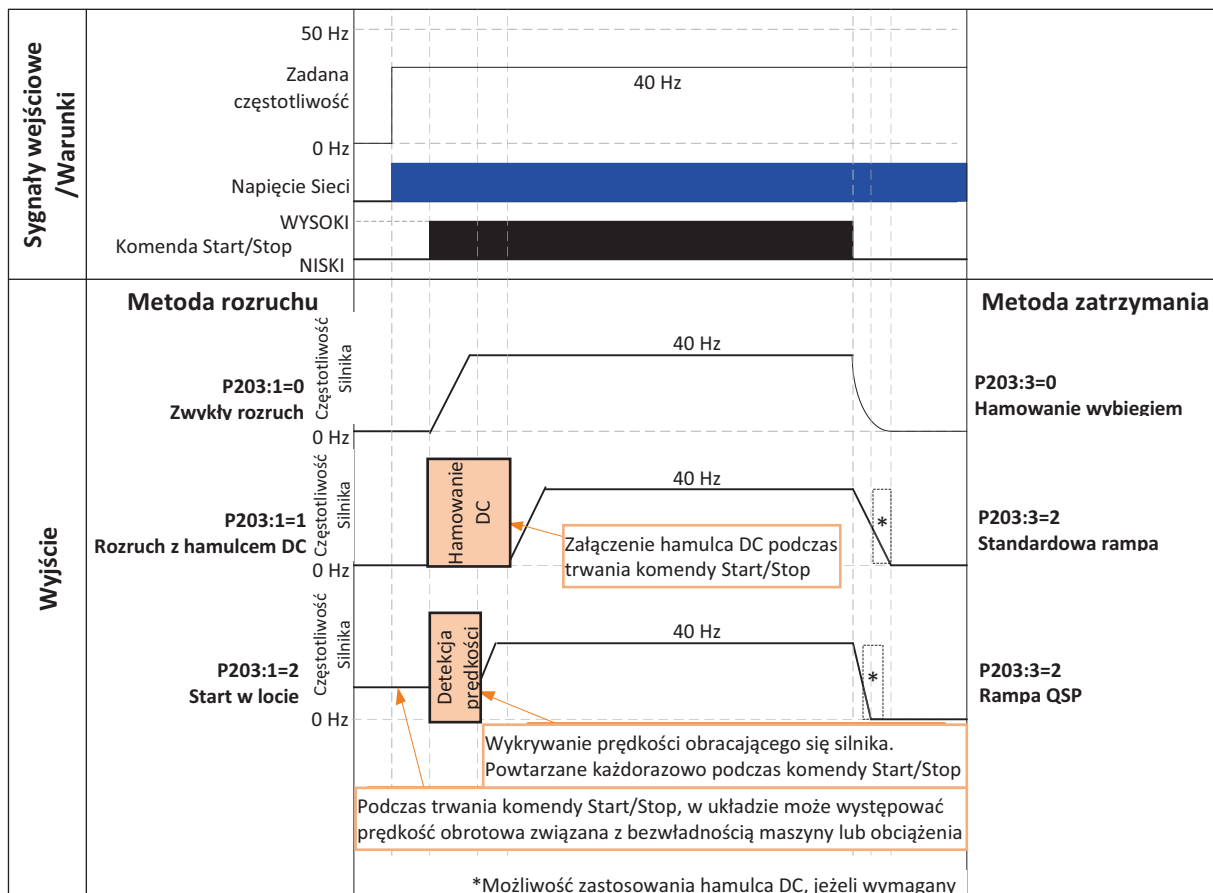 Sygnały wejściowe
/Warunki
50 Hz
Zadana
częstotliwość
40 Hz
0 Hz
Napięcie Sieci
WYSOKI
Komenda Start/Stop
NISKI
Wyjście
Metoda rozruchu
Metoda zatrzymania
Częstotliwość
Silnika
40 Hz
P203:1=0
Zwykły rozruch
0 Hz
P203:3=0
Hamowanie wybiegiem
Częstotliwość
Silnika
Hamowanie
DC
40 Hz
*
P203:1=1
Rozruch z hamulcem DC
0 Hz
Załączenie hamulca DC podczas
trwania komendy Start/Stop
P203:3=2
Standardowa rampa
Częstotliwość
Silnika
Detekcja
prędkości
40 Hz
*
P203:1=2
Start w locie
0 Hz
P203:3=2
Rampa QSP
Wykrywanie prędkości obracającego się silnika.
Powtarzane każdorazowo podczas komendy Start/Stop
Podczas trwania komendy Start/Stop, w układzie może występować
prędkość obrotowa związana z bezwładnością maszyny lub obciążenia
*Możliwość zastosowania hamulca DC, jeżeli wymagany